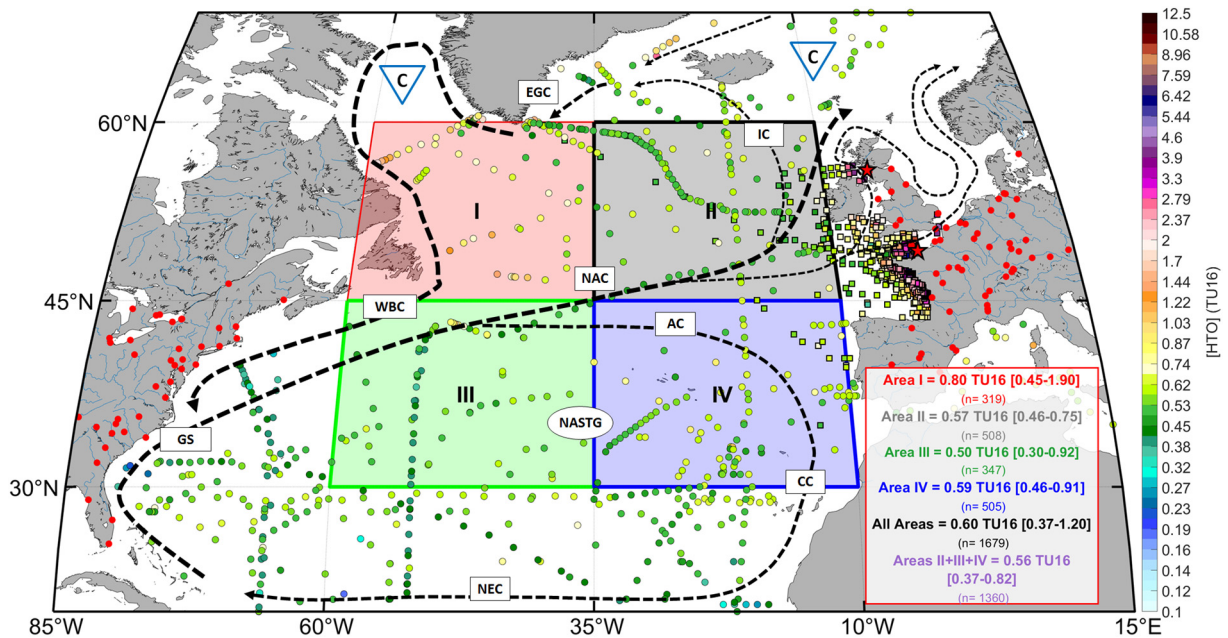 C
C
EGC
IC
60°N
I
II
NAC
45°N
WBC
AC
III
IV
NASTG
GS
CC
30°N
NEC
85°W
60°W
35°W
10°W
15°E
Area I = 0.80 TU16 [0.45-1.90]
(n= 319)
Area II = 0.57 TU16 [0.46-0.75]
(n= 508)
Area III = 0.50 TU16 [0.30-0.92]
(n= 347)
Area IV = 0.59 TU16 [0.46-0.91]
(n= 505)
All Areas = 0.60 TU16 [0.37-1.20]
(n= 1679)
Areas II+III+IV = 0.56 TU16
[0.37-0.82]
(n= 1360)
12.5
10.58
8.96
7.59
6.42
5.44
4.6
3.9
3.3
2.79
2.37
2
1.7
1.44
1.22
1.03
0.87
0.74
0.62
0.53
0.45
0.38
0.32
0.27
0.23
0.19
0.16
0.14
0.12
0.1
[HTO] (TU16)